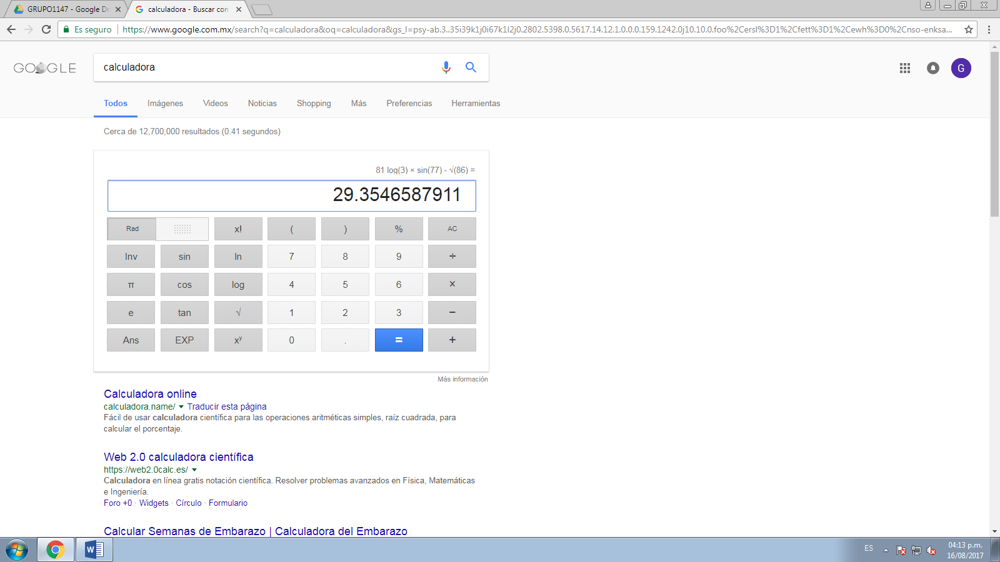 GRUPO1147 - Google Dr
calculadora - Buscar con
Es seguro
https://www.google.com.mx/search?q=calculadora&oq=calculadora&gs_l=psy-ab.3..35i39k1j0i67k1l2j0.2802.5398.0.5617.14.12.1.0.0.0.159.1242.0j10.10.0.foo%2Cersl%3D1%2Cfett%3D1%2Cewh%3D0%2Cnso-enksa...
GOOGLE
calculadora
G
Todos Imágenes Videos Noticias Shopping Más Preferencias Herramientas
Cerca de 12,700,000 resultados (0.41 segundos)
81 log(3) × sin(77) - √(86) =
29.3546587911
Rad x! ( ) % AC
Inv sin ln 7 8 9 ÷
π cos log 4 5 6 ×
e tan √ 1 2 3 −
Ans EXP xʸ 0 . = +
Más información
Calculadora online
calculadora.name/ Traducir esta página
Fácil de usar calculadora científica para las operaciones aritméticas simples, raíz cuadrada, para
calcular el porcentaje.
Web 2.0 calculadora científica
https://web2.0calc.es/
Calculadora en línea gratis notación científica. Resolver problemas avanzados en Física, Matemáticas
e Ingeniería.
Foro +0 · Widgets · Círculo · Formulario
Calcular Semanas de Embarazo | Calculadora del Embarazo
W
ES
04:13 p.m.
16/08/2017